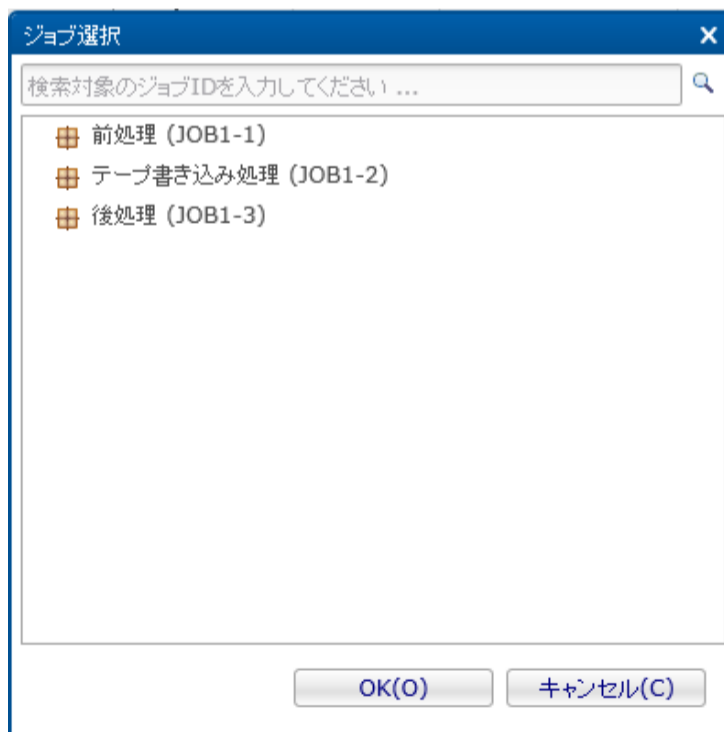 ジョブ選択
検索対象のジョブIDを入力してください ...
前処理 (JOB1-1)
テープ書き込み処理 (JOB1-2)
後処理 (JOB1-3)
OK(O) キャンセル(C)